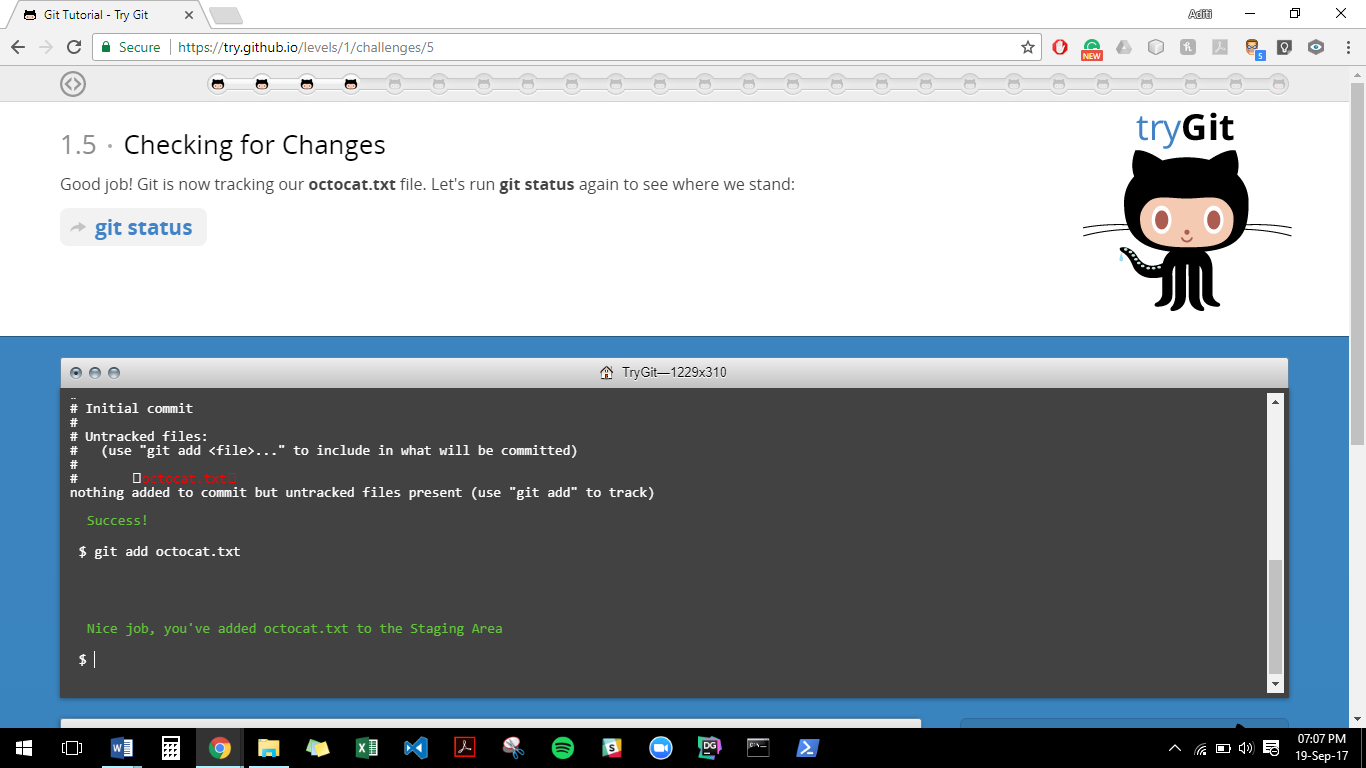 Git Tutorial - Try Git
Aditi
Secure
https://try.github.io/levels/1/challenges/5
NEW
5
1.5 · Checking for Changes
tryGit
Good job! Git is now tracking our octocat.txt file. Let's run git status again to see where we stand:
git status
TryGit—1229x310
# Initial commit
#
# Untracked files:
#   (use "git add <file>..." to include in what will be committed)
#
#       octocat.txt
nothing added to commit but untracked files present (use "git add" to track)
Success!
$ git add octocat.txt
Nice job, you've added octocat.txt to the Staging Area
$
07:07 PM
19-Sep-17